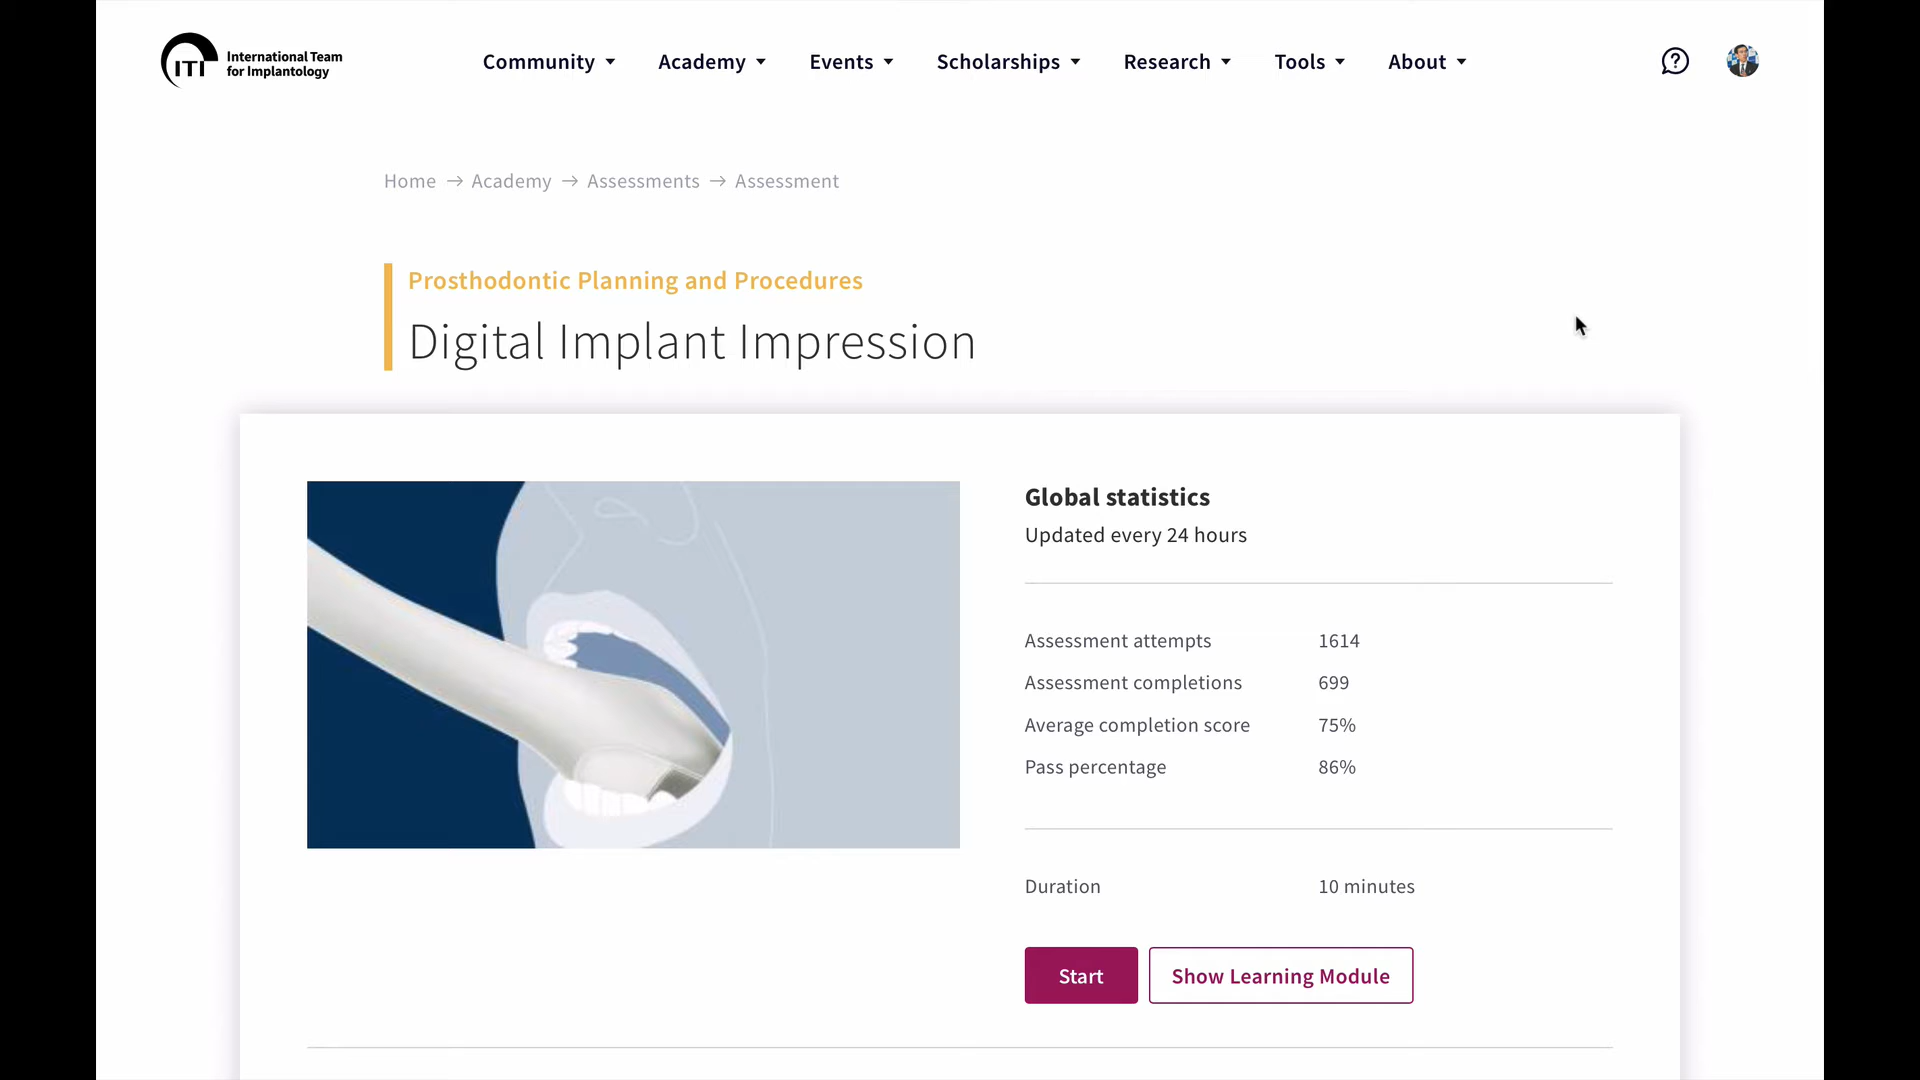 ITI
International Team
for Implantology
Community
Academy
Events
Scholarships
Research
Tools
About
Home → Academy → Assessments → Assessment
Prosthodontic Planning and Procedures
Digital Implant Impression
Global statistics
Updated every 24 hours
Assessment attempts 1614
Assessment completions 699
Average completion score 75%
Pass percentage 86%
Duration 10 minutes
Start
Show Learning Module